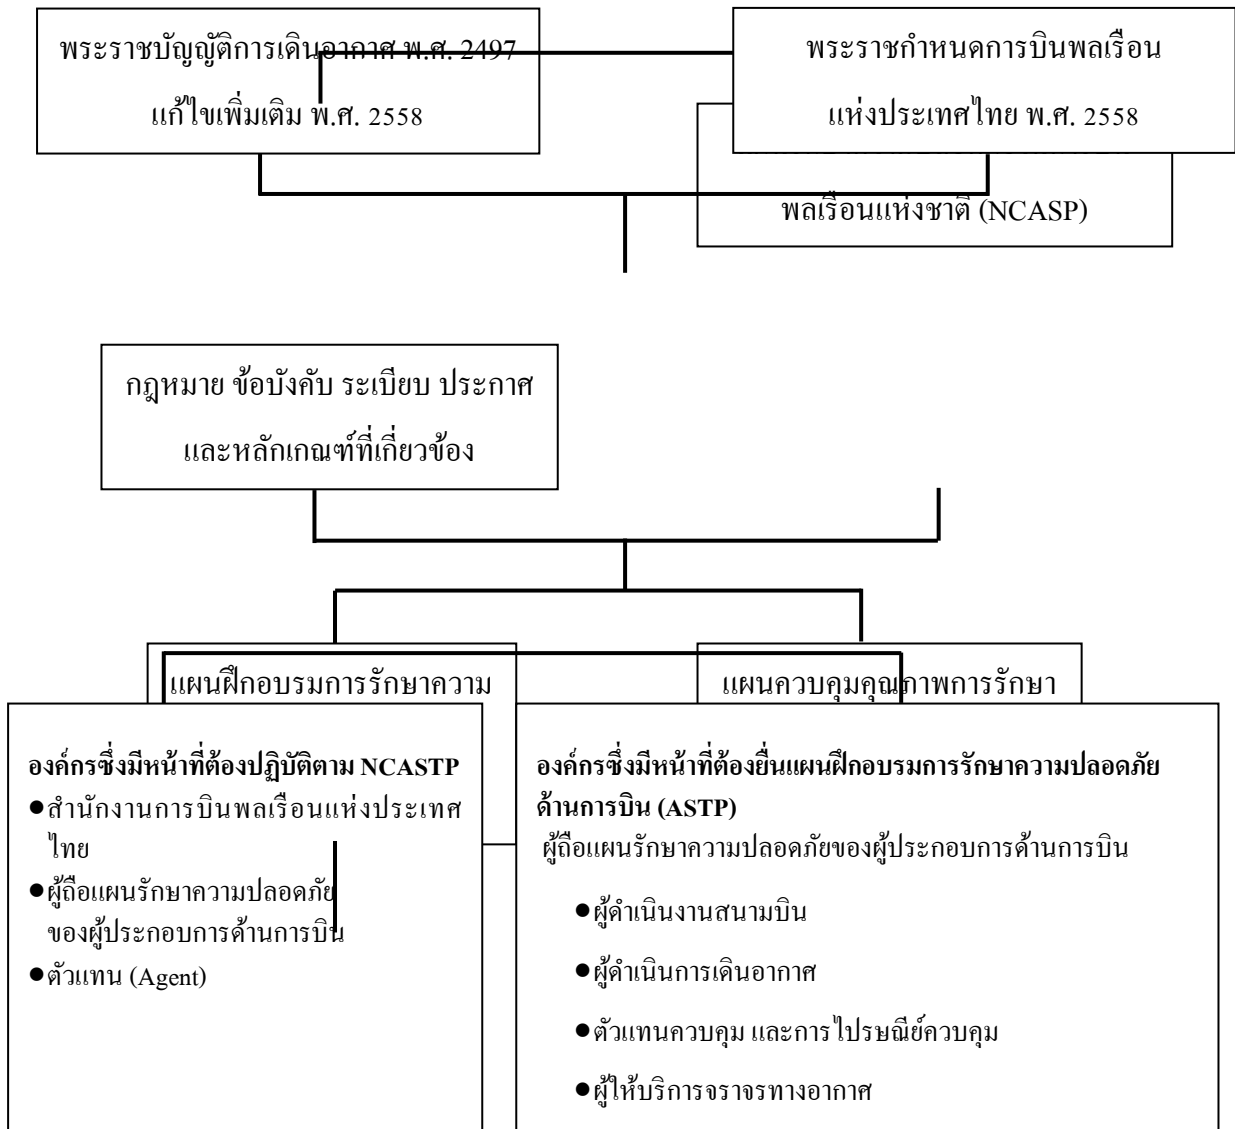 พระราชบัญญัติการเดินอากาศ พ.ศ. 2497
แก้ไขเพิ่มเติม พ.ศ. 2558
พระราชกำหนดการบินพลเรือน
แห่งประเทศไทย พ.ศ. 2558
พลเรือนแห่งชาติ (NCASP)
กฎหมาย ข้อบังคับ ระเบียบ ประกาศ
และหลักเกณฑ์ที่เกี่ยวข้อง
แผนฝึกอบรมการรักษาความ
แผนควบคุมคุณภาพการรักษา
องค์กรซึ่งมีหน้าที่ต้องปฏิบัติตาม NCASTP
●สำนักงานการบินพลเรือนแห่งประเทศ
ไทย
●ผู้ถือแผนรักษาความปลอดภัย
ของผู้ประกอบการด้านการบิน
●ตัวแทน (Agent)
องค์กรซึ่งมีหน้าที่ต้องยื่นแผนฝึกอบรมการรักษาความปลอดภัย
ด้านการบิน (ASTP)
ผู้ถือแผนรักษาความปลอดภัยของผู้ประกอบการด้านการบิน
●ผู้ดำเนินงานสนามบิน
●ผู้ดำเนินการเดินอากาศ
●ตัวแทนควบคุม และการไปรษณีย์ควบคุม
●ผู้ให้บริการจราจรทางอากาศ